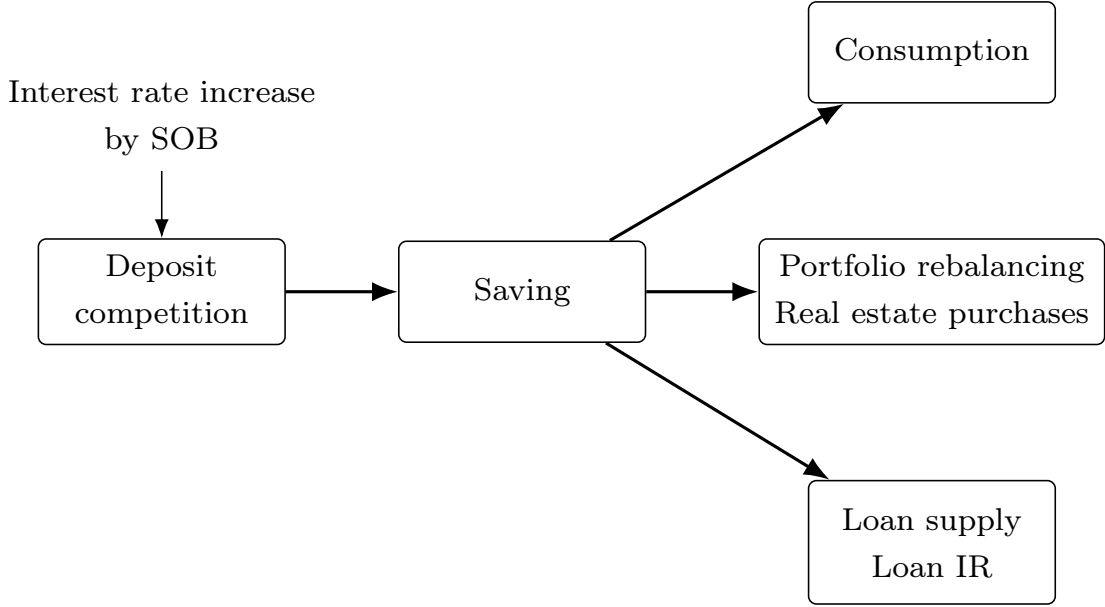 Consumption
Interest rate increase
by SOB
Deposit
competition
Saving
Portfolio rebalancing
Real estate purchases
Loan supply
Loan IR